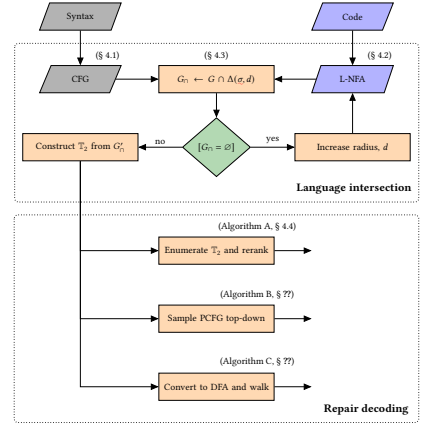 Syntax
Code
(§ 4.1)
(§ 4.3)
(§ 4.2)
CFG
G∩ ← G ∩ Δ(σ, d)
L-NFA
Construct 𝕋₂ from G′∩
no
[G∩ = ∅]
yes
Increase radius, d
Language intersection
(Algorithm A, § 4.4)
Enumerate 𝕋₂ and rerank
(Algorithm B, § ??)
Sample PCFG top-down
(Algorithm C, § ??)
Convert to DFA and walk
Repair decoding